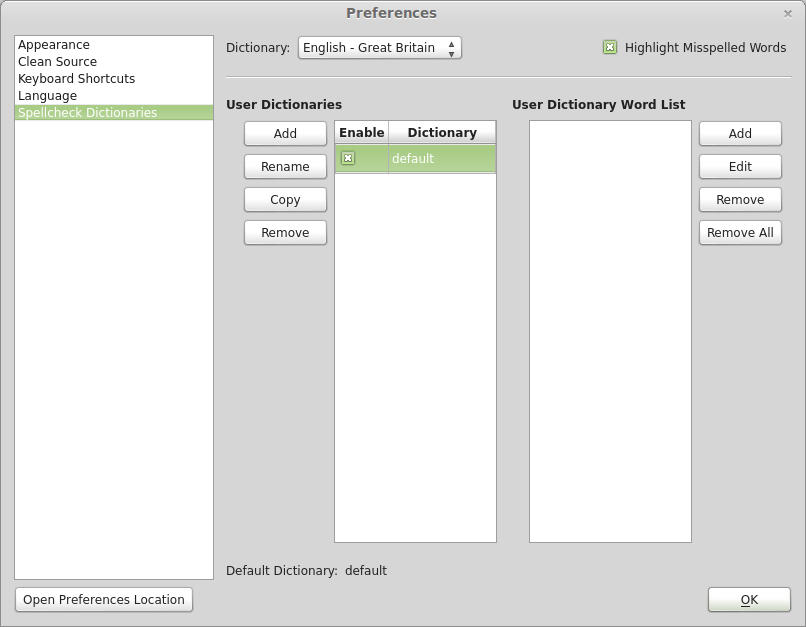 Preferences
Appearance
Clean Source
Keyboard Shortcuts
Language
Spellcheck Dictionaries
Dictionary: English - Great Britain
Highlight Misspelled Words
User Dictionaries
Add
Rename
Copy
Remove
Enable Dictionary
default
User Dictionary Word List
Add
Edit
Remove
Remove All
Default Dictionary: default
Open Preferences Location
OK